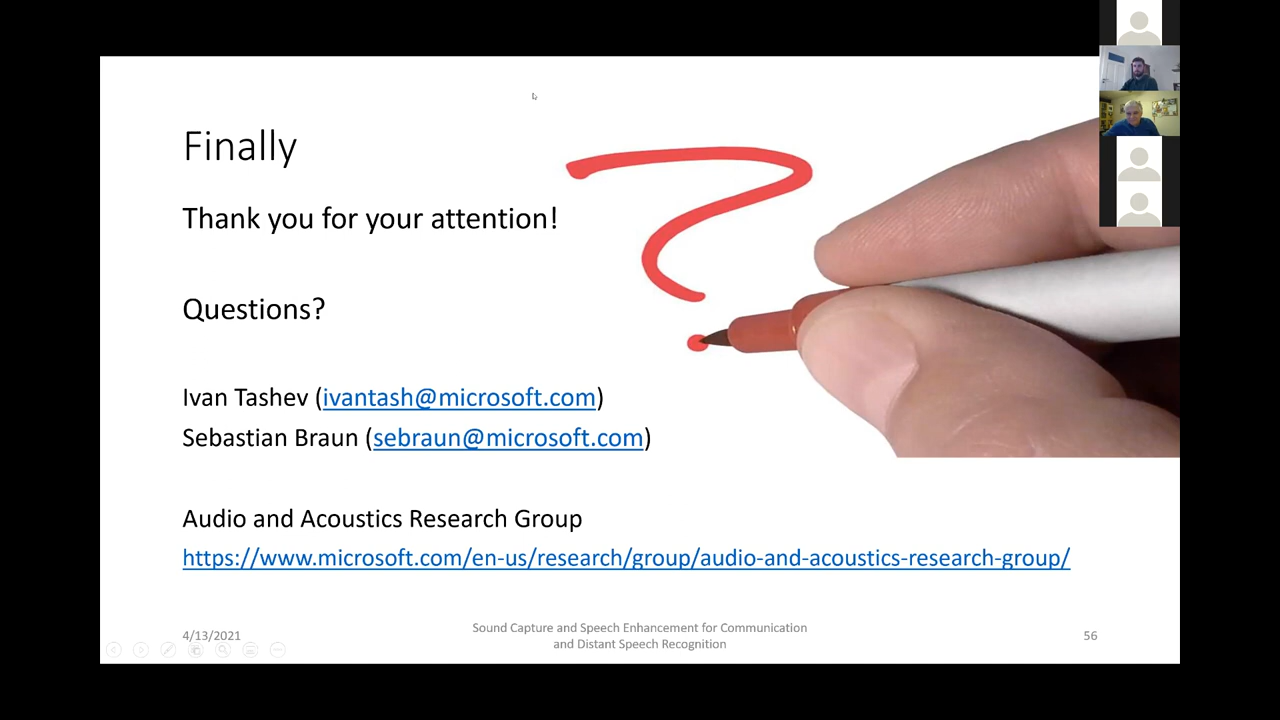 Finally
Thank you for your attention!
Questions?
Ivan Tashev (ivantash@microsoft.com)
Sebastian Braun (sebraun@microsoft.com)
Audio and Acoustics Research Group
https://www.microsoft.com/en-us/research/group/audio-and-acoustics-research-group/
4/13/2021
Sound Capture and Speech Enhancement for Communication
and Distant Speech Recognition
56